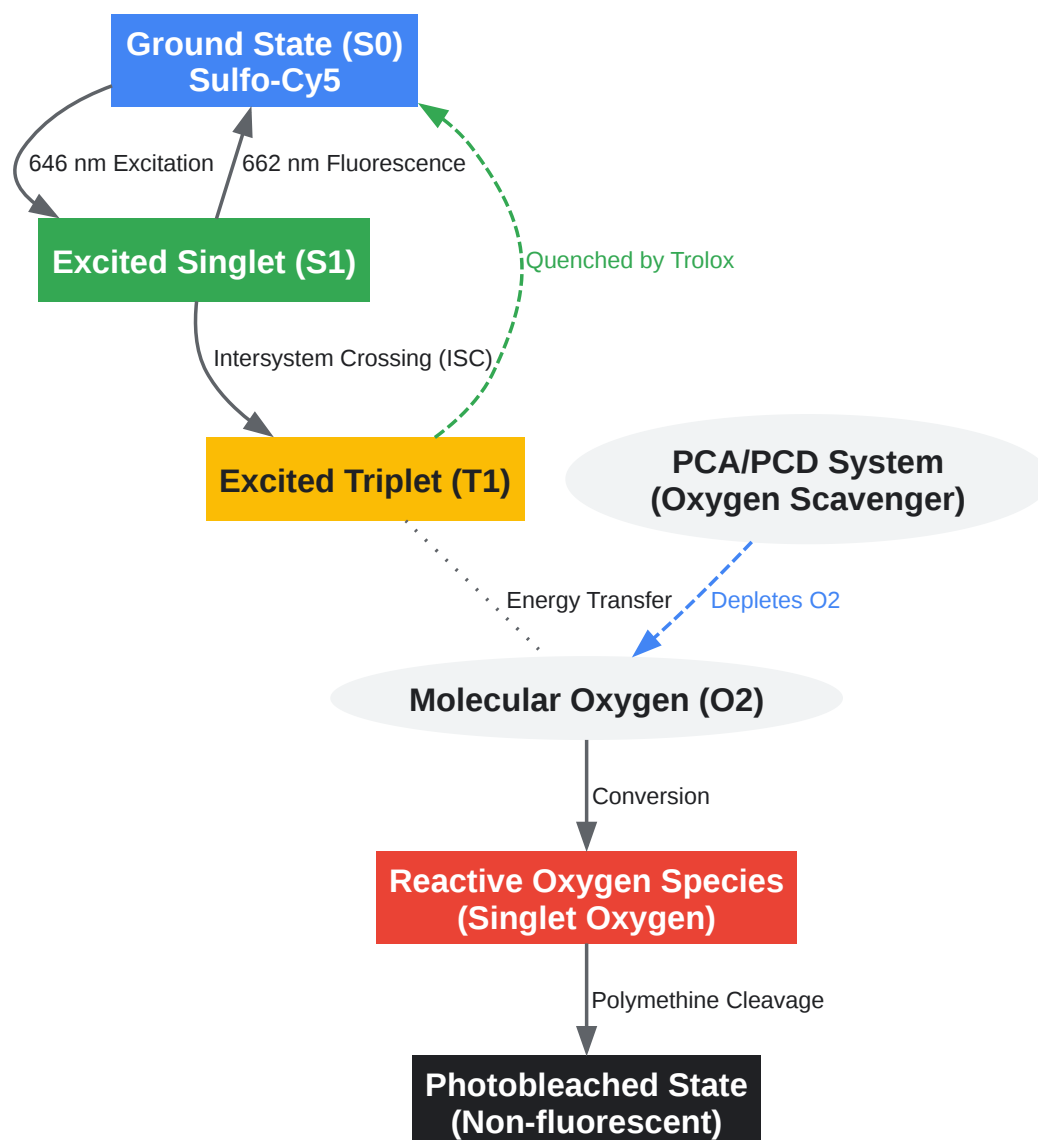 Ground State (S0)
Sulfo-Cy5
646 nm Excitation
662 nm Fluorescence
Excited Singlet (S1)
Quenched by Trolox
Intersystem Crossing (ISC)
Excited Triplet (T1)
PCA/PCD System
(Oxygen Scavenger)
Energy Transfer
Depletes O2
Molecular Oxygen (O2)
Conversion
Reactive Oxygen Species
(Singlet Oxygen)
Polymethine Cleavage
Photobleached State
(Non-fluorescent)